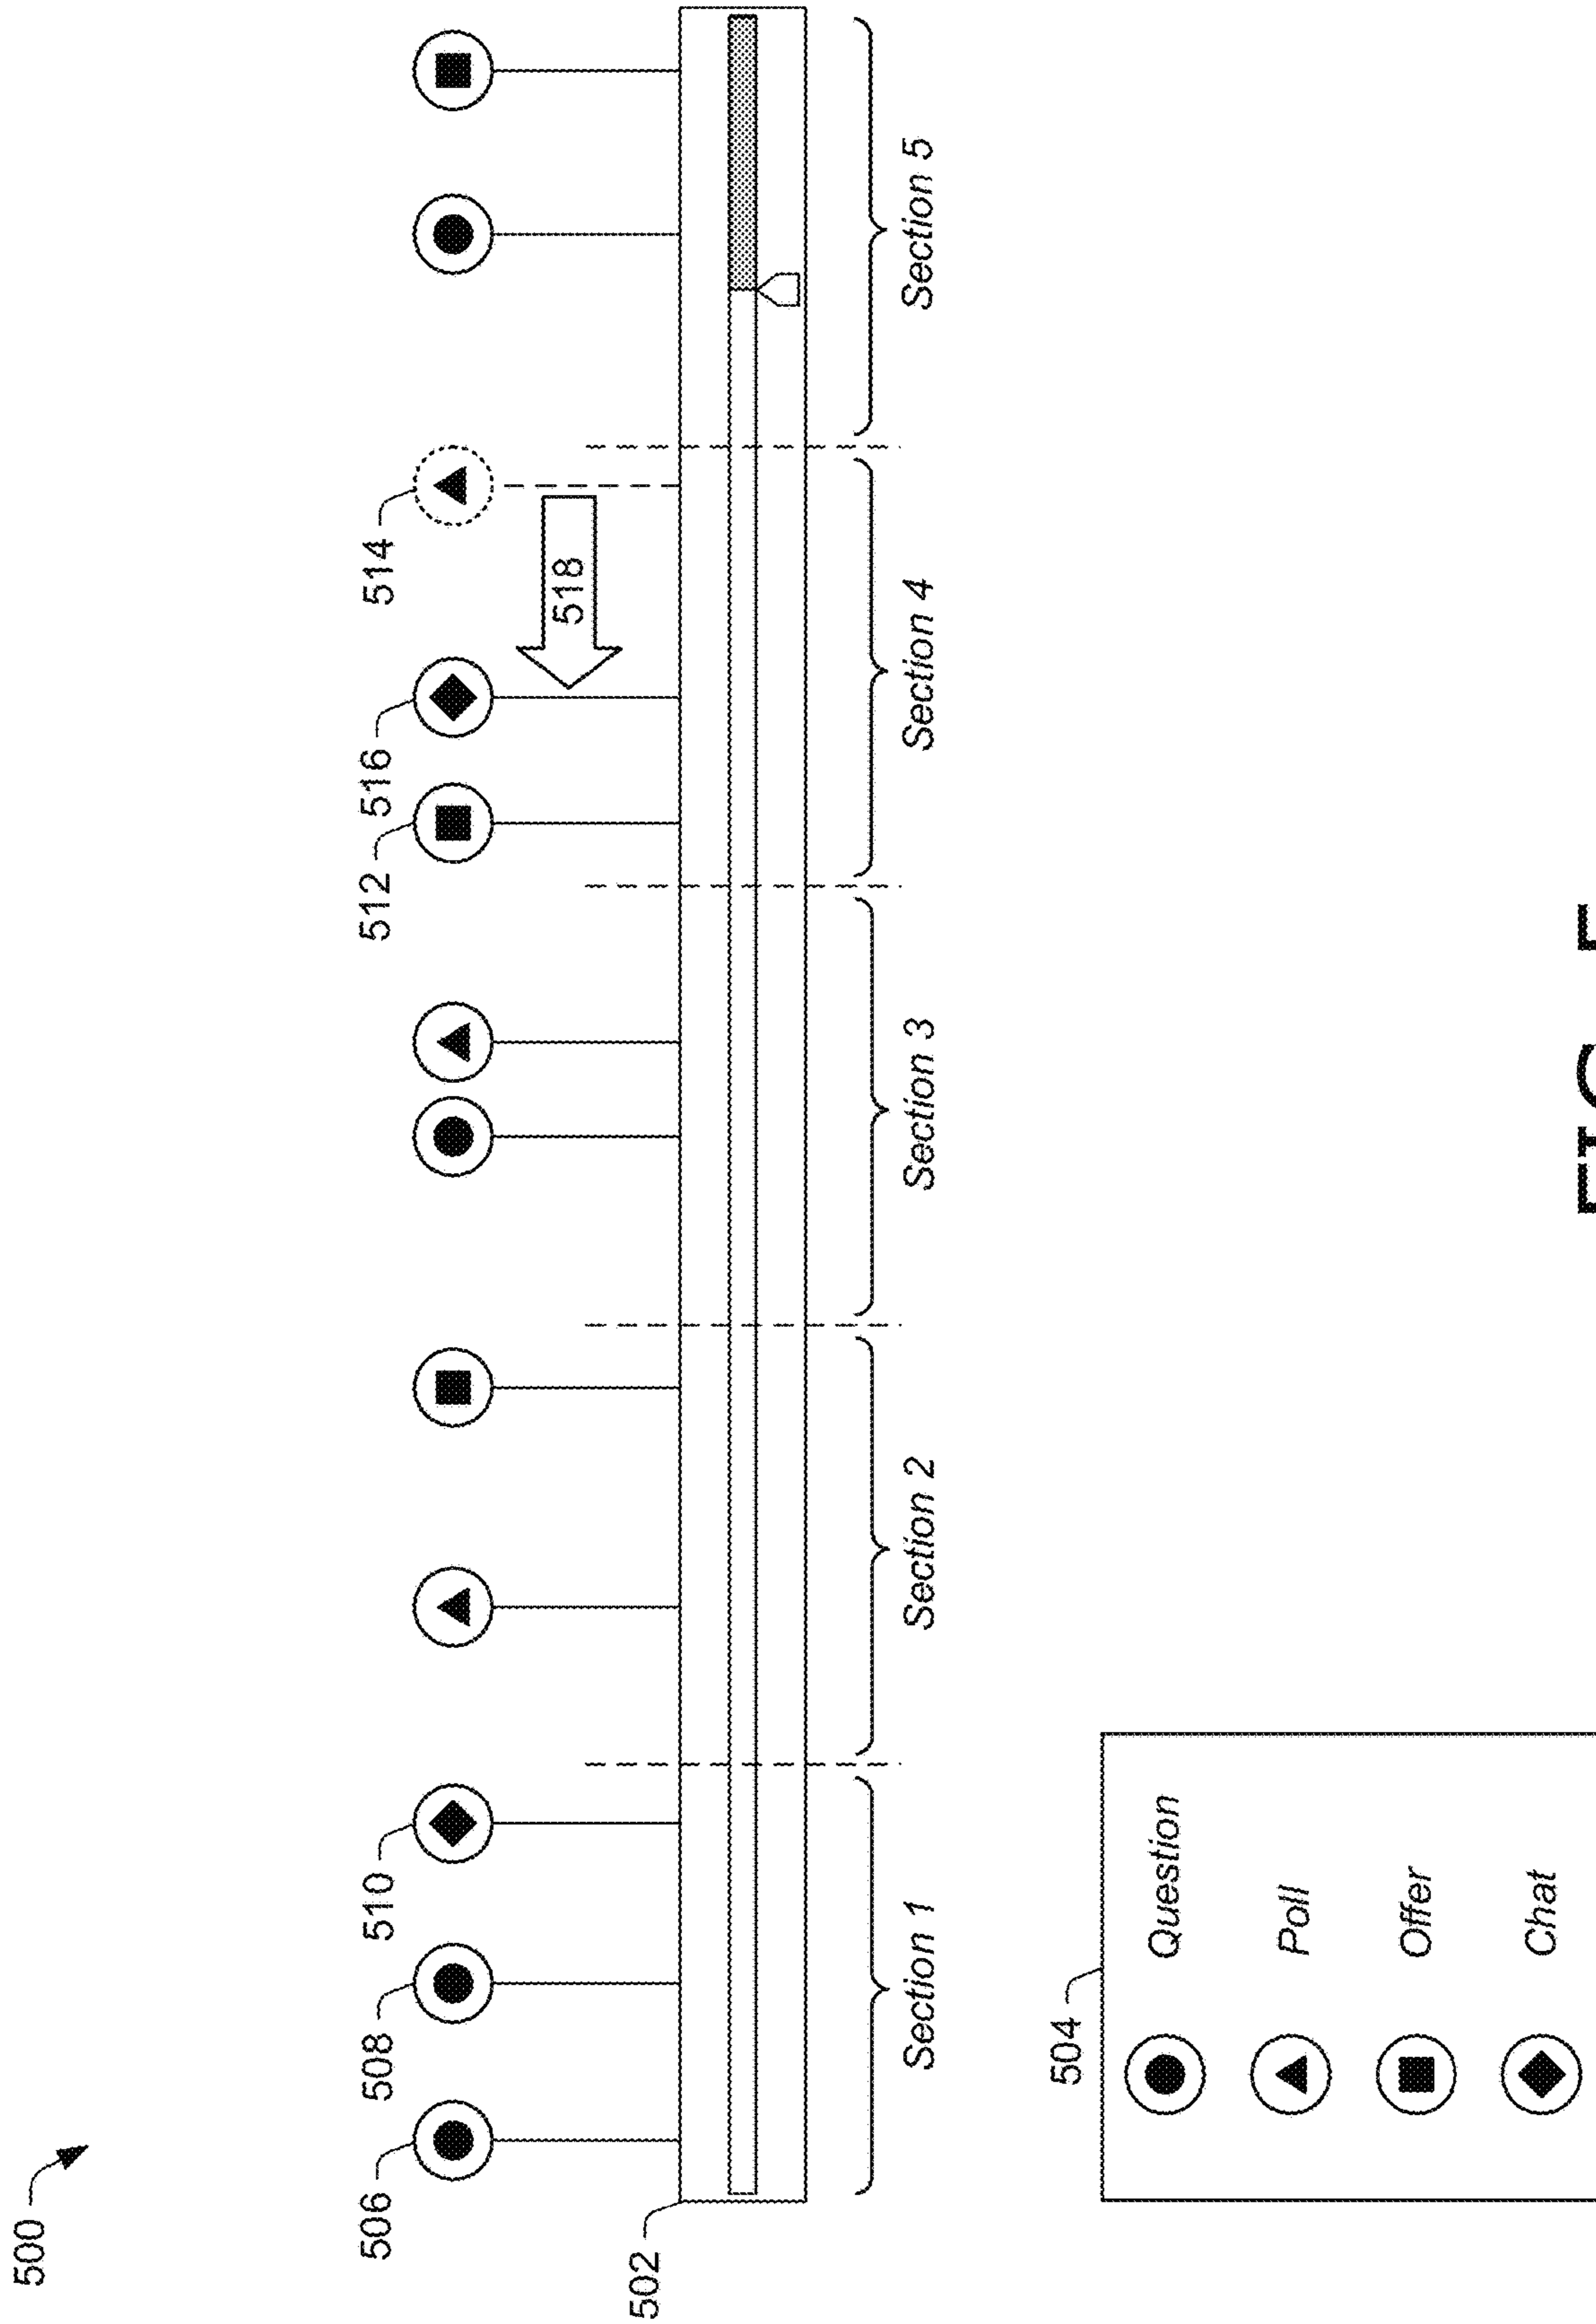 500
506
508
510
512
516
514
518
502
Section 1
Section 2
Section 3
Section 4
Section 5
504
Question
Poll
Offer
Chat